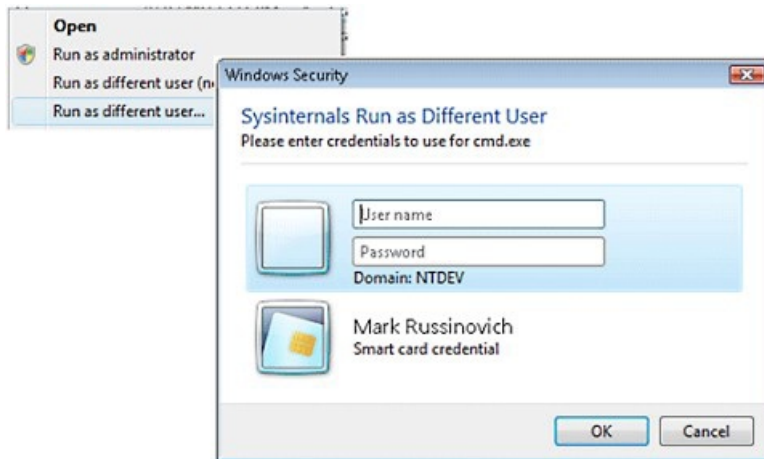 Open
Run as administrator
Run as different user
Run as different user...
Windows Security
Sysinternals Run as Different User
Please enter credentials to use for cmd.exe
User name
Password
Domain: NTDEV
Mark Russinovich
Smart card credential
OK
Cancel